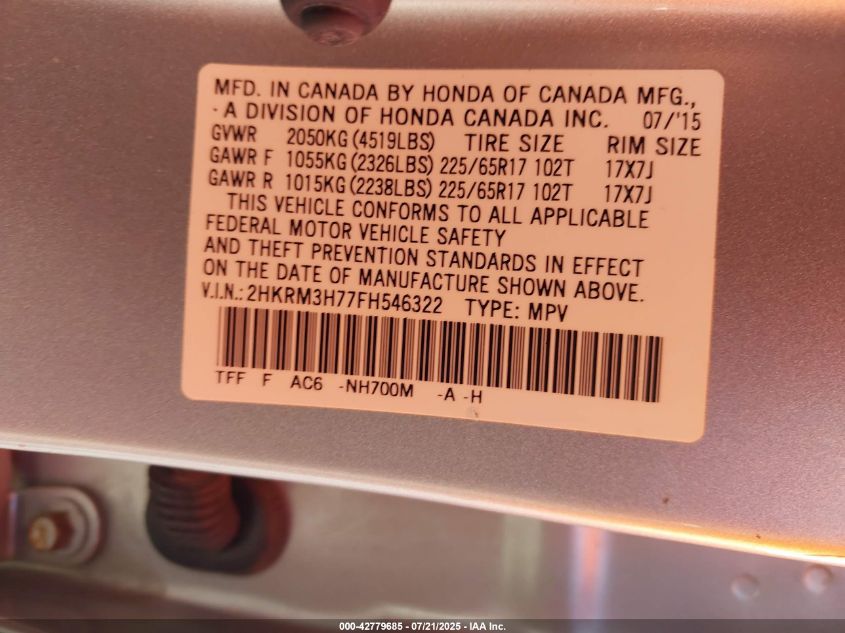 MFD. IN CANADA BY HONDA OF CANADA MFG.,
- A DIVISION OF HONDA CANADA INC. 07/'15
GVWR 2050KG (4519LBS) TIRE SIZE RIM SIZE
GAWR F 1055KG (2326LBS) 225/65R17 102T 17X7J
GAWR R 1015KG (2238LBS) 225/65R17 102T 17X7J
THIS VEHICLE CONFORMS TO ALL APPLICABLE
FEDERAL MOTOR VEHICLE SAFETY
AND THEFT PREVENTION STANDARDS IN EFFECT
ON THE DATE OF MANUFACTURE SHOWN ABOVE.
V.I.N.: 2HKRM3H77FH546322 TYPE: MPV
TFF F AC6 -NH700M -A -H
000-42779685 - 07/21/2025 - IAA Inc.